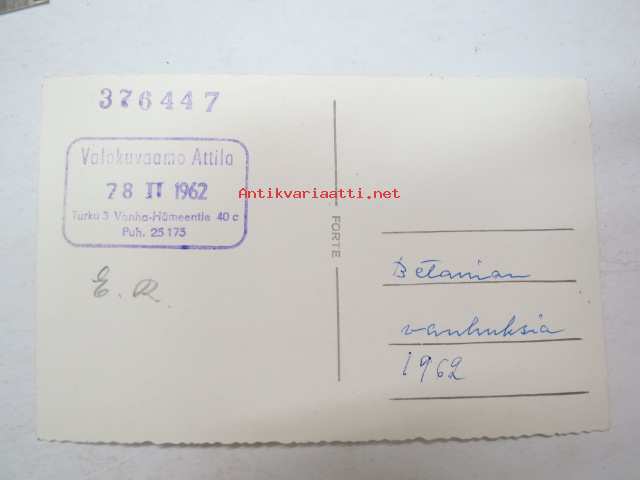 376447
Valokuvaamo Attila
28 II 1962
Turku 3 Vanha-Hämeentie 40 c
Puh. 25 175
E. R.
FORTE
Betanian
vanhuksia
1962
Antikvariaatti.net